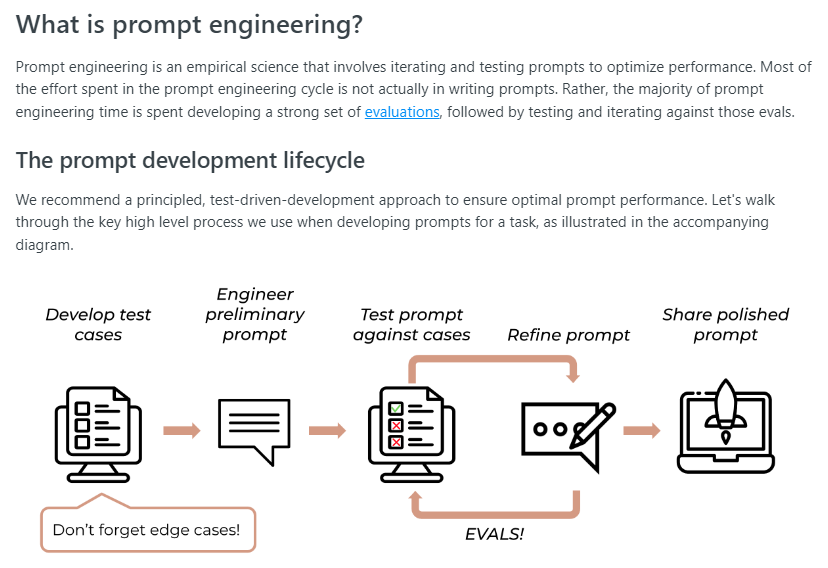 What is prompt engineering?
Prompt engineering is an empirical science that involves iterating and testing prompts to optimize performance. Most of
the effort spent in the prompt engineering cycle is not actually in writing prompts. Rather, the majority of prompt
engineering time is spent developing a strong set of evaluations, followed by testing and iterating against those evals.
The prompt development lifecycle
We recommend a principled, test-driven-development approach to ensure optimal prompt performance. Let's walk
through the key high level process we use when developing prompts for a task, as illustrated in the accompanying
diagram.
Develop test
cases
Engineer
preliminary
prompt
Test prompt
against cases
Refine prompt
Share polished
prompt
Don't forget edge cases!
EVALS!